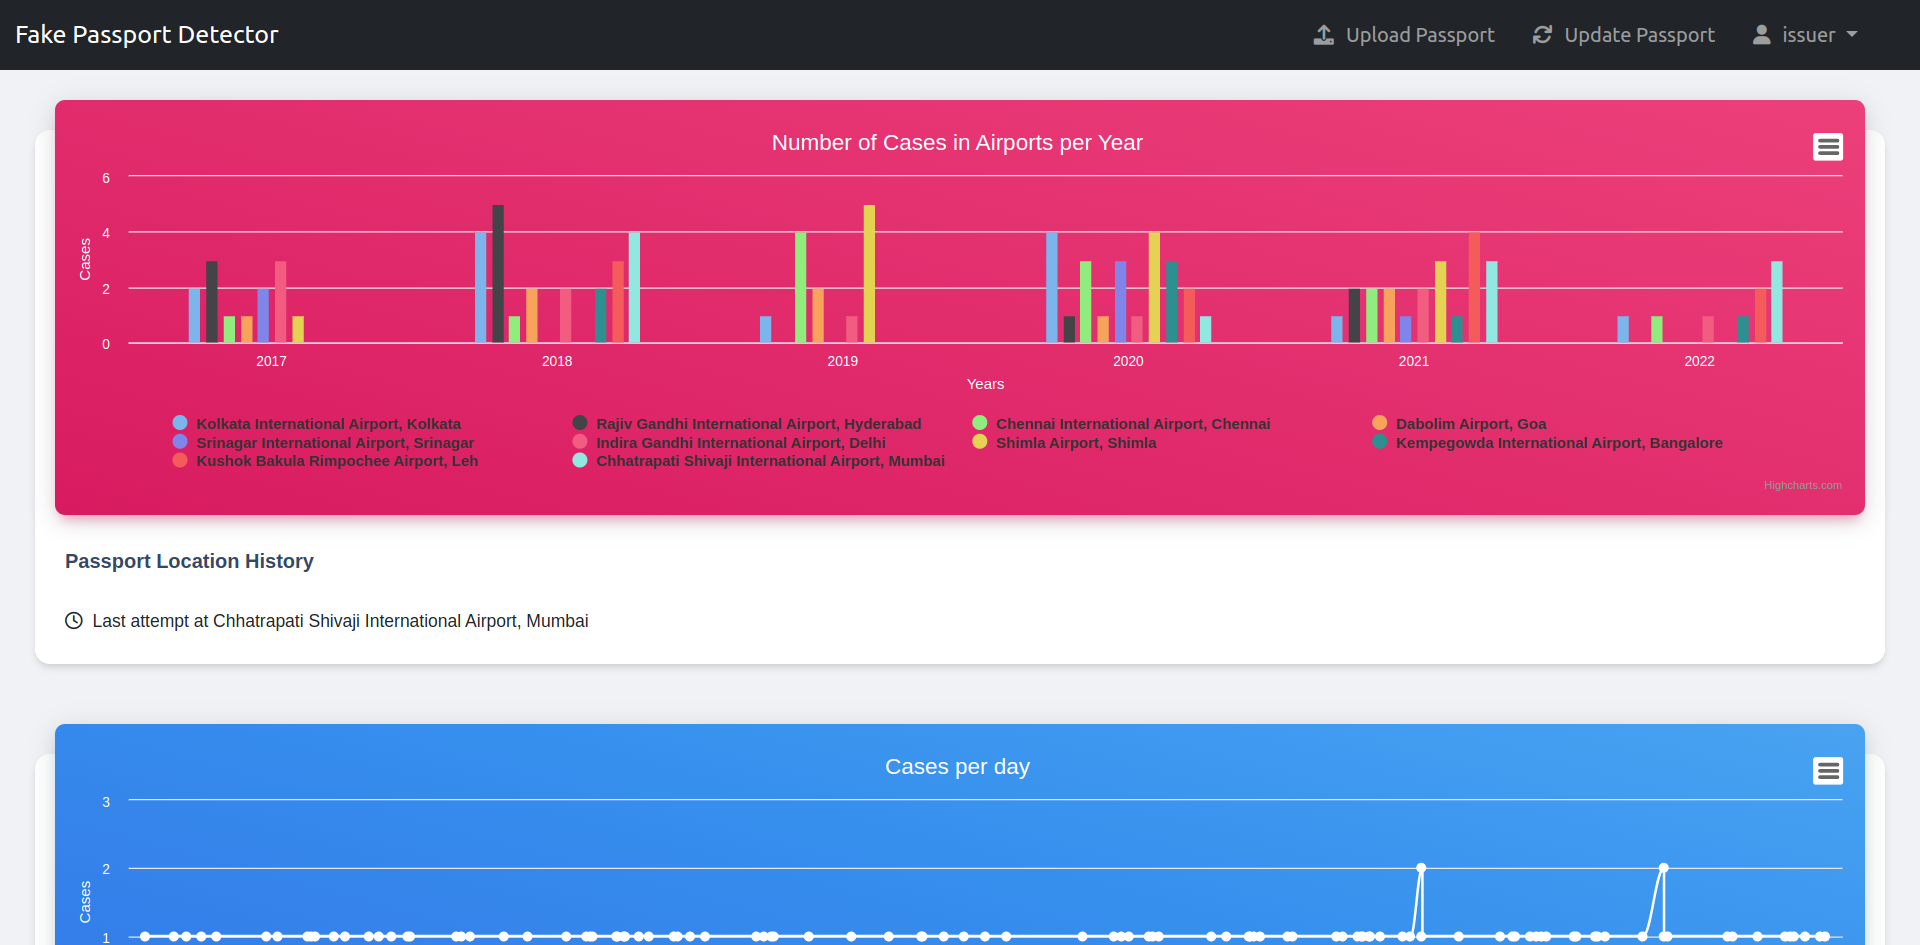 Fake Passport Detector
Upload Passport
Update Passport
issuer
Number of Cases in Airports per Year
6
4
2
0
Cases
2017 2018 2019 2020 2021 2022
Years
Kolkata International Airport, Kolkata
Rajiv Gandhi International Airport, Hyderabad
Chennai International Airport, Chennai
Dabolim Airport, Goa
Srinagar International Airport, Srinagar
Indira Gandhi International Airport, Delhi
Shimla Airport, Shimla
Kempegowda International Airport, Bangalore
Kushok Bakula Rimpochee Airport, Leh
Chhatrapati Shivaji International Airport, Mumbai
Highcharts.com
Passport Location History
Last attempt at Chhatrapati Shivaji International Airport, Mumbai
Cases per day
3
2
1
Cases